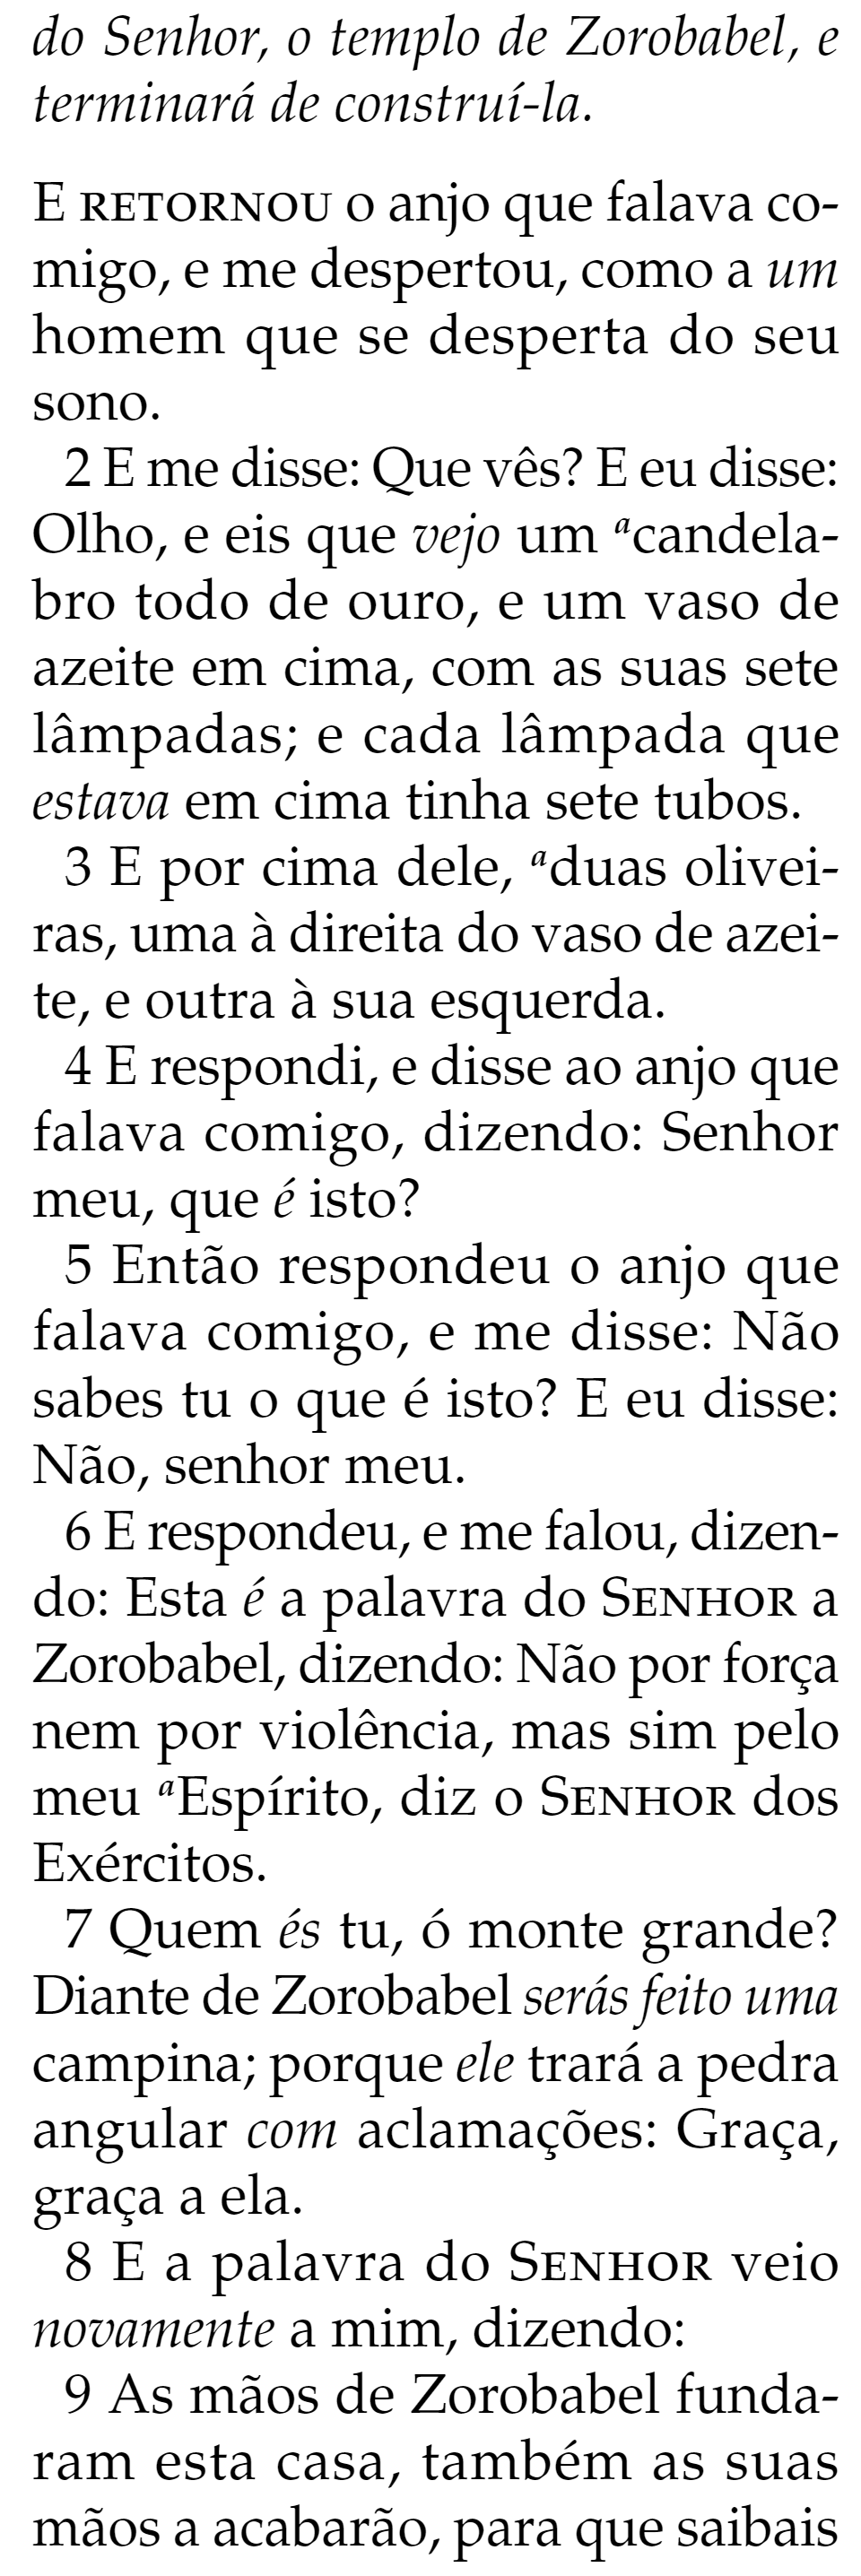 do Senhor, o templo de Zorobabel, e
terminará de construí-la.
E RETORNOU o anjo que falava co-
migo, e me despertou, como a um
homem que se desperta do seu
sono.
2 E me disse: Que vês? E eu disse:
Olho, e eis que vejo um ᵃcandela-
bro todo de ouro, e um vaso de
azeite em cima, com as suas sete
lâmpadas; e cada lâmpada que
estava em cima tinha sete tubos.
3 E por cima dele, ᵃduas olivei-
ras, uma à direita do vaso de azei-
te, e outra à sua esquerda.
4 E respondi, e disse ao anjo que
falava comigo, dizendo: Senhor
meu, que é isto?
5 Então respondeu o anjo que
falava comigo, e me disse: Não
sabes tu o que é isto? E eu disse:
Não, senhor meu.
6 E respondeu, e me falou, dizen-
do: Esta é a palavra do SENHOR a
Zorobabel, dizendo: Não por força
nem por violência, mas sim pelo
meu ᵃEspírito, diz o SENHOR dos
Exércitos.
7 Quem és tu, ó monte grande?
Diante de Zorobabel serás feito uma
campina; porque ele trará a pedra
angular com aclamações: Graça,
graça a ela.
8 E a palavra do SENHOR veio
novamente a mim, dizendo:
9 As mãos de Zorobabel funda-
ram esta casa, também as suas
mãos a acabarão, para que saibais